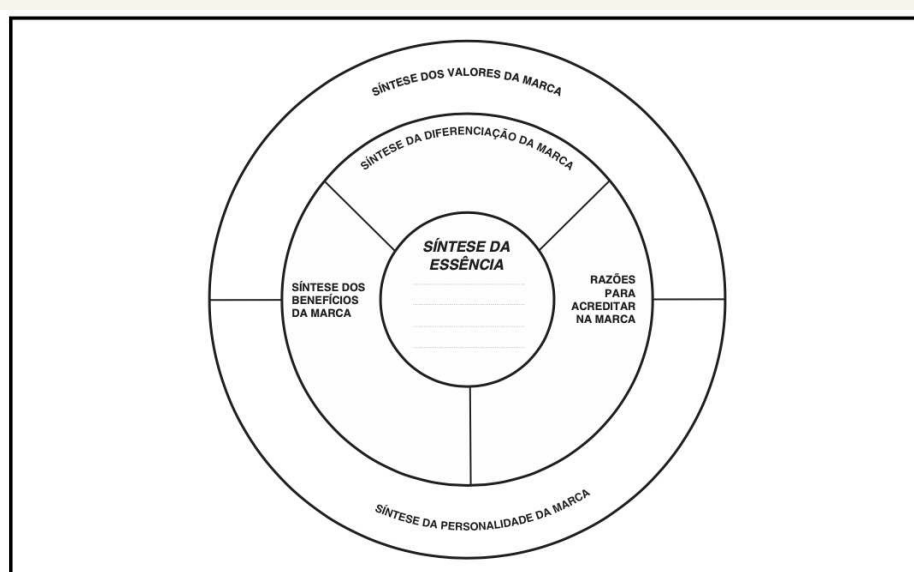 SÍNTESE DOS VALORES DA MARCA
SÍNTESE DA DIFERENCIAÇÃO DA MARCA
SÍNTESE DA
ESSÊNCIA
SÍNTESE DOS
BENEFÍCIOS
DA MARCA
RAZÕES
PARA
ACREDITAR
NA MARCA
SÍNTESE DA PERSONALIDADE DA MARCA